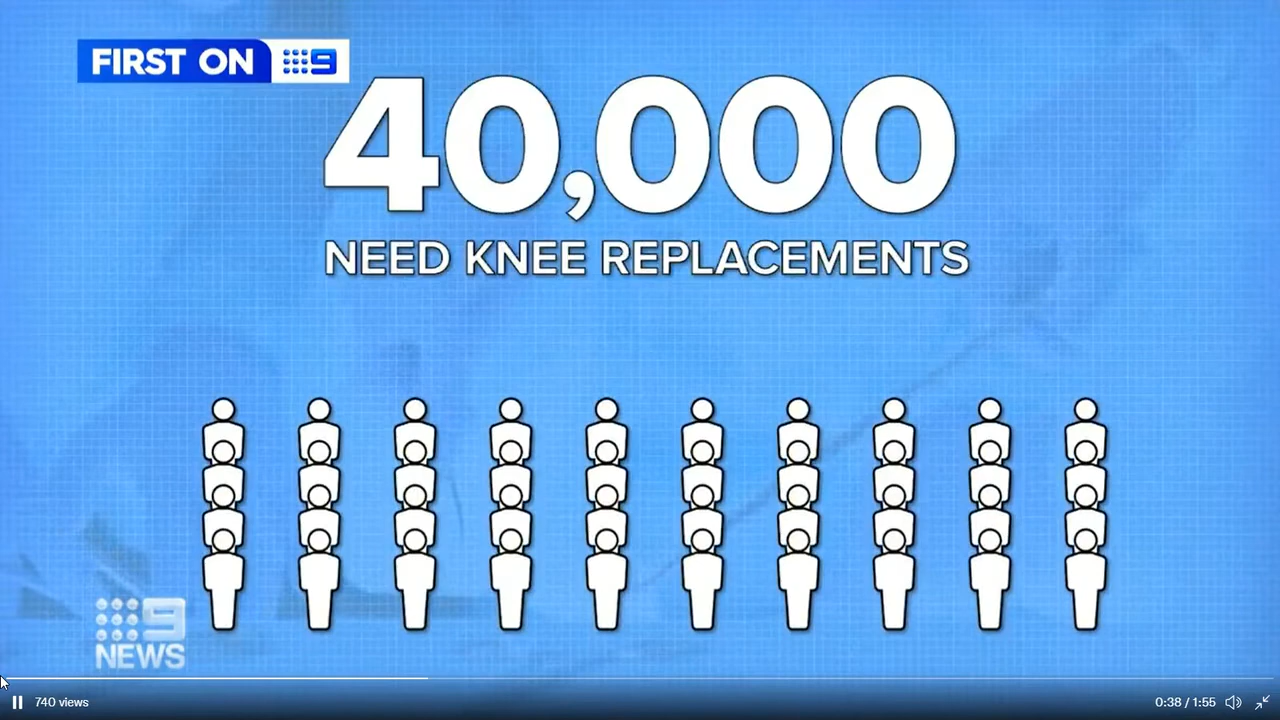 FIRST ON 9
40,000
NEED KNEE REPLACEMENTS
9
NEWS
740 views
0:38 / 1:55